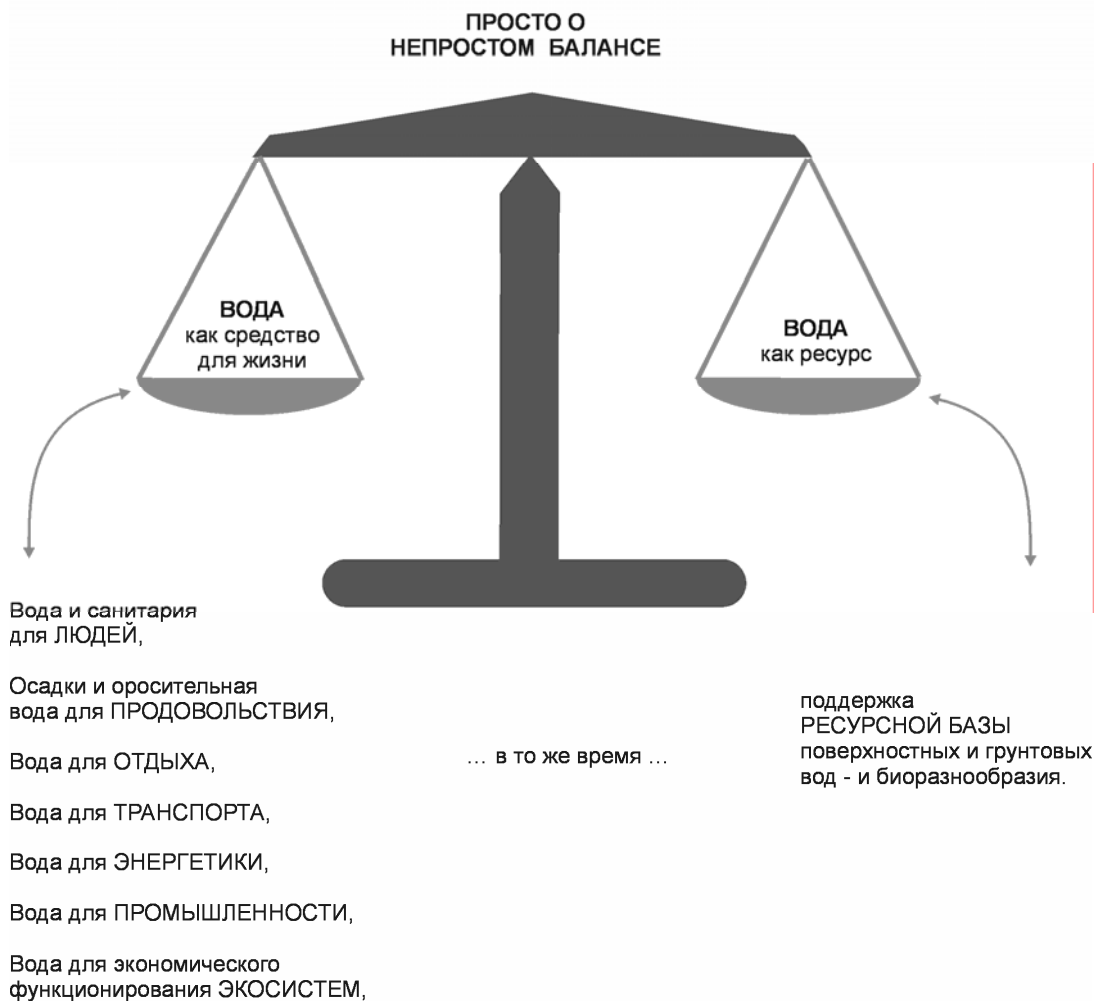 ПРОСТО О
НЕПРОСТОМ БАЛАНСЕ
ВОДА
как средство
для жизни
ВОДА
как ресурс
Вода и санитария
для ЛЮДЕЙ,
Осадки и оросительная
вода для ПРОДОВОЛЬСТВИЯ,
Вода для ОТДЫХА,
Вода для ТРАНСПОРТА,
Вода для ЭНЕРГЕТИКИ,
Вода для ПРОМЫШЛЕННОСТИ,
Вода для экономического
функционирования ЭКОСИСТЕМ,
... в то же время ...
поддержка
РЕСУРСНОЙ БАЗЫ
поверхностных и грунтовых
вод - и биоразнообразия.